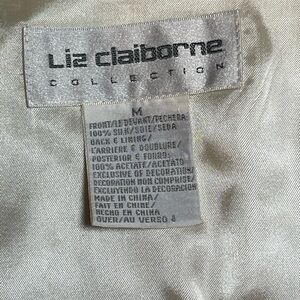 Liz claiborne
COLLECTION
M
FRONT/LE DEVANT/PECHERA:
100% SILK/SOIE/SEDA
BACK & LINING/
L'ARRIERE & DOUBLURE/
POSTERIOR & FORRO:
100% ACETATE/ACETATO
EXCLUSIVE OF DECORATION/
DECORATION NON COMPRISE/
EXCLUYENDO LA DECORACION
MADE IN CHINA/
FAIT EN CHINE/
HECHO EN CHINA
OVER/AU VERSO